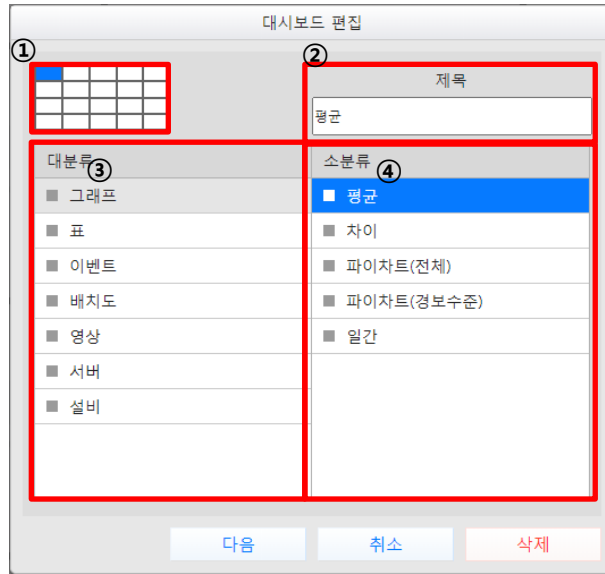 대시보드 편집
①
②
제목
평균
대분류
③
소분류
④
그래프
평균
표
차이
이벤트
파이차트(전체)
배치도
파이차트(경보수준)
영상
일간
서버
설비
다음
취소
삭제